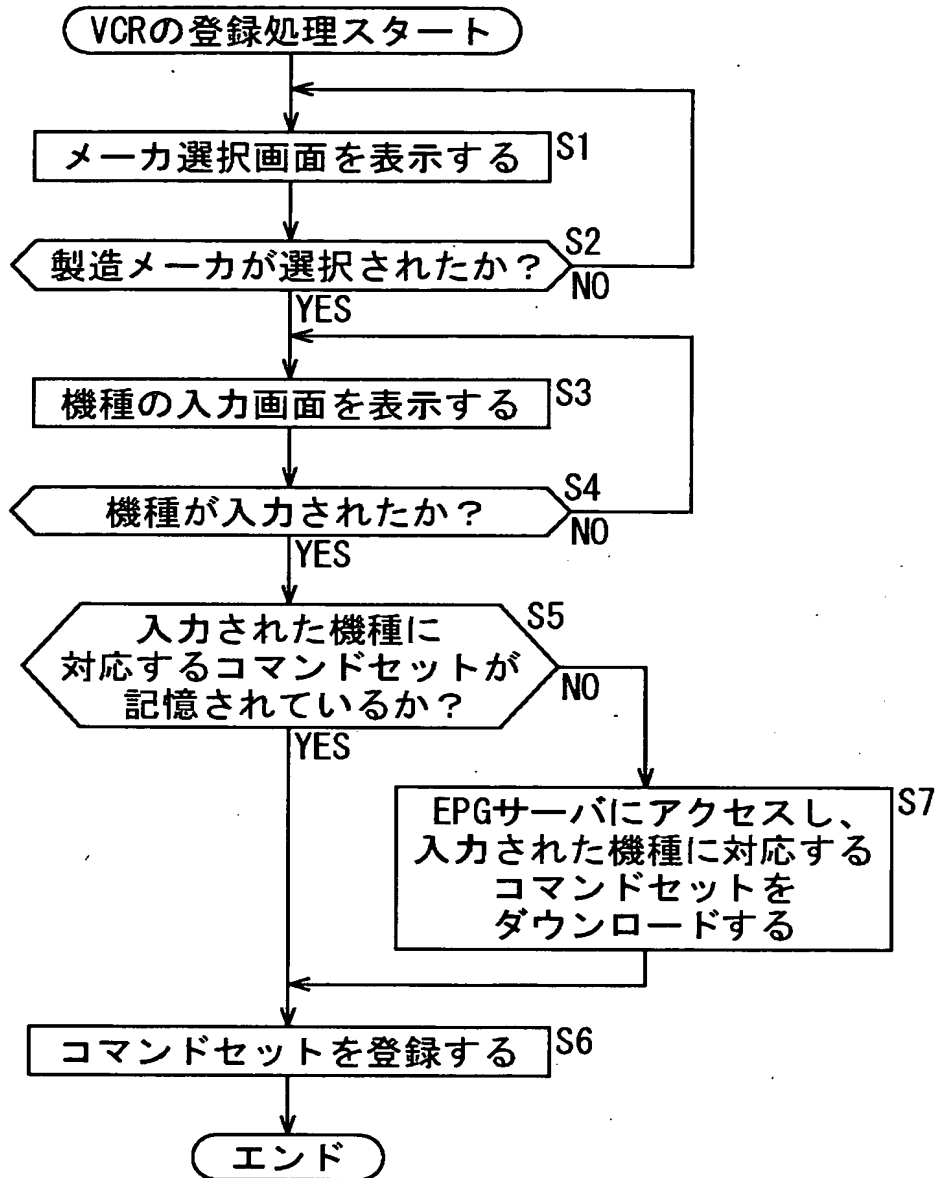 VCRの登録処理スタート
メーカ選択画面を表示する
S1
製造メーカが選択されたか？
S2
NO
YES
機種の入力画面を表示する
S3
機種が入力されたか？
S4
NO
YES
入力された機種に
対応するコマンドセットが
記憶されているか？
S5
NO
YES
EPGサーバにアクセスし、
入力された機種に対応する
コマンドセットを
ダウンロードする
S7
コマンドセットを登録する
S6
エンド